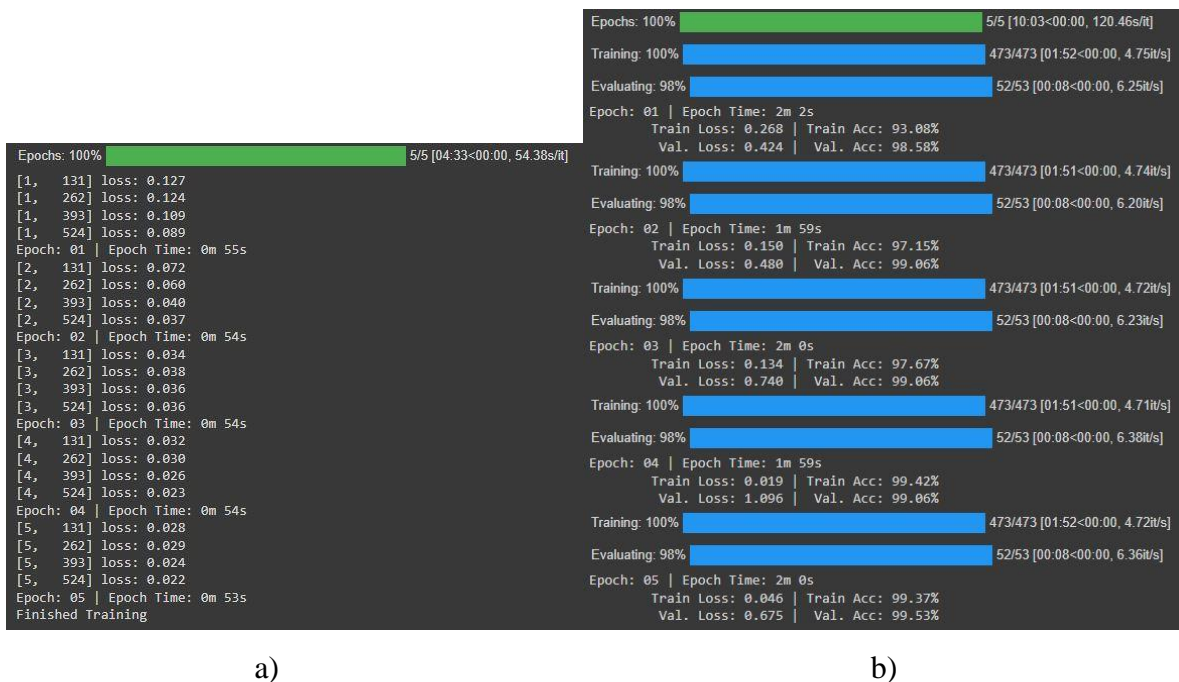 Epochs: 100% 5/5 [04:33<00:00, 54.38s/it]
[1, 131] loss: 0.127
[1, 262] loss: 0.124
[1, 393] loss: 0.109
[1, 524] loss: 0.089
Epoch: 01 | Epoch Time: 0m 55s
[2, 131] loss: 0.072
[2, 262] loss: 0.060
[2, 393] loss: 0.040
[2, 524] loss: 0.037
Epoch: 02 | Epoch Time: 0m 54s
[3, 131] loss: 0.034
[3, 262] loss: 0.038
[3, 393] loss: 0.036
[3, 524] loss: 0.036
Epoch: 03 | Epoch Time: 0m 54s
[4, 131] loss: 0.032
[4, 262] loss: 0.030
[4, 393] loss: 0.026
[4, 524] loss: 0.023
Epoch: 04 | Epoch Time: 0m 54s
[5, 131] loss: 0.028
[5, 262] loss: 0.029
[5, 393] loss: 0.024
[5, 524] loss: 0.022
Epoch: 05 | Epoch Time: 0m 53s
Finished Training
a)
Epochs: 100% 5/5 [10:03<00:00, 120.46s/it]
Training: 100% 473/473 [01:52<00:00, 4.75it/s]
Evaluating: 98% 52/53 [00:08<00:00, 6.25it/s]
Epoch: 01 | Epoch Time: 2m 2s
Train Loss: 0.268 | Train Acc: 93.08%
Val. Loss: 0.424 | Val. Acc: 98.58%
Training: 100% 473/473 [01:51<00:00, 4.74it/s]
Evaluating: 98% 52/53 [00:08<00:00, 6.20it/s]
Epoch: 02 | Epoch Time: 1m 59s
Train Loss: 0.150 | Train Acc: 97.15%
Val. Loss: 0.480 | Val. Acc: 99.06%
Training: 100% 473/473 [01:51<00:00, 4.72it/s]
Evaluating: 98% 52/53 [00:08<00:00, 6.23it/s]
Epoch: 03 | Epoch Time: 2m 0s
Train Loss: 0.134 | Train Acc: 97.67%
Val. Loss: 0.740 | Val. Acc: 99.06%
Training: 100% 473/473 [01:51<00:00, 4.71it/s]
Evaluating: 98% 52/53 [00:08<00:00, 6.38it/s]
Epoch: 04 | Epoch Time: 1m 59s
Train Loss: 0.019 | Train Acc: 99.42%
Val. Loss: 1.096 | Val. Acc: 99.06%
Training: 100% 473/473 [01:52<00:00, 4.72it/s]
Evaluating: 98% 52/53 [00:08<00:00, 6.36it/s]
Epoch: 05 | Epoch Time: 2m 0s
Train Loss: 0.046 | Train Acc: 99.37%
Val. Loss: 0.675 | Val. Acc: 99.53%
b)